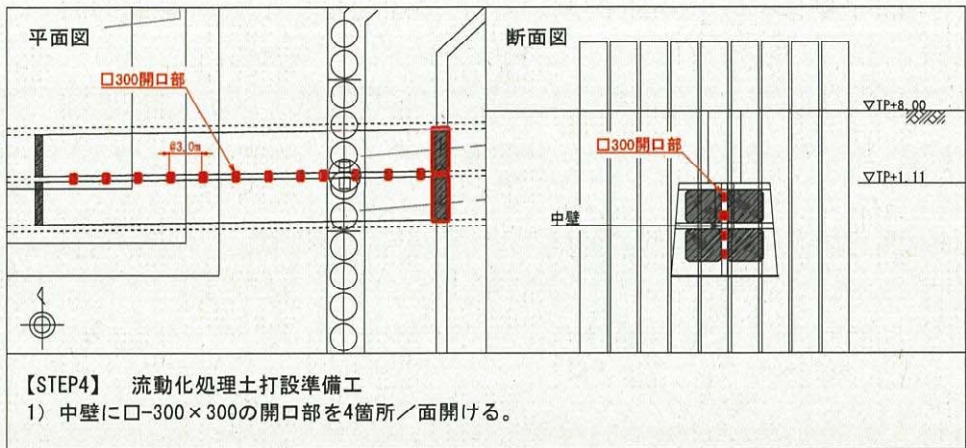 平面図
□300開口部
@3.0m
断面図
▽TP+8.00
□300開口部
▽TP+1.11
中壁
【STEP4】 流動化処理土打設準備工
1) 中壁に□-300×300の開口部を4箇所/面開ける。